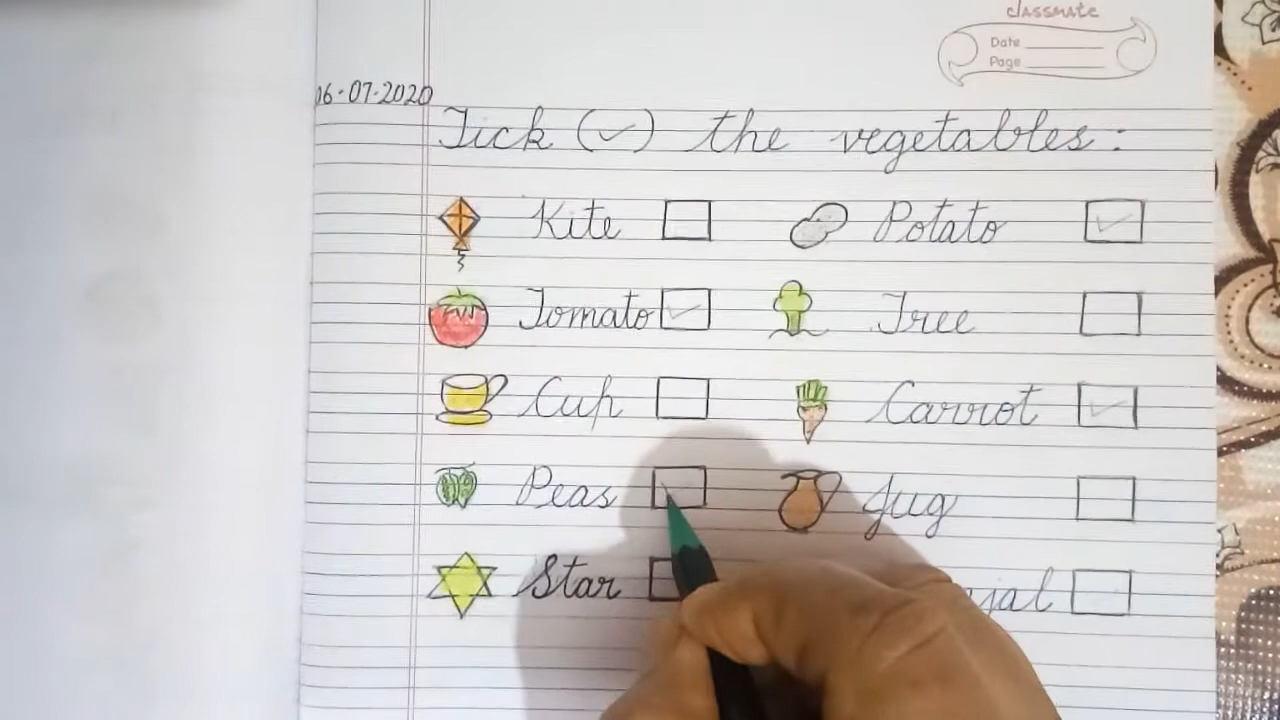 classmate
Date
Page
06-07-2020
Tick (✓) the vegetables:
Kite Potato
Tomato Tree
Cup Carrot
Peas Jug
Star